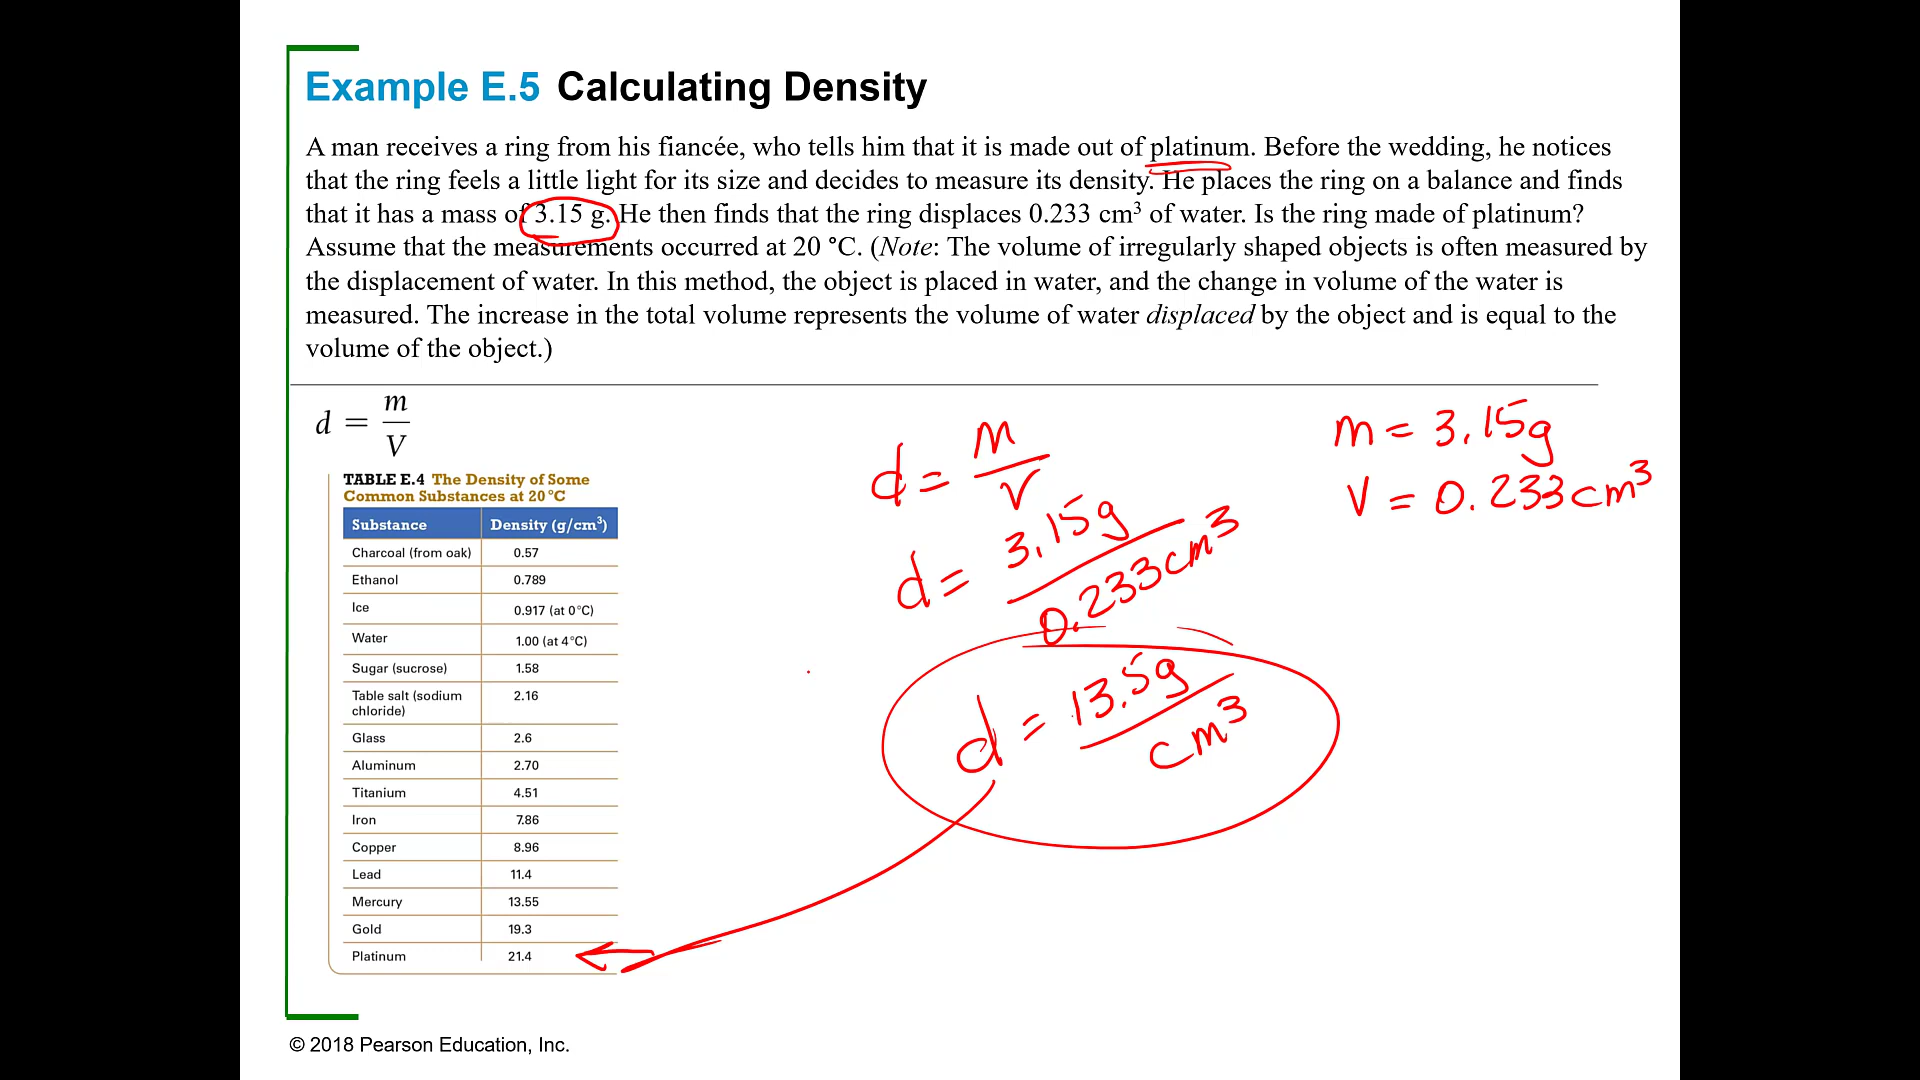 Example E.5 Calculating Density
A man receives a ring from his fiancée, who tells him that it is made out of platinum. Before the wedding, he notices
that the ring feels a little light for its size and decides to measure its density. He places the ring on a balance and finds
that it has a mass of 3.15 g. He then finds that the ring displaces 0.233 cm³ of water. Is the ring made of platinum?
Assume that the measurements occurred at 20 °C. (Note: The volume of irregularly shaped objects is often measured by
the displacement of water. In this method, the object is placed in water, and the change in volume of the water is
measured. The increase in the total volume represents the volume of water displaced by the object and is equal to the
volume of the object.)
d = m/V
TABLE E.4 The Density of Some
Common Substances at 20 °C
Substance Density (g/cm³)
Charcoal (from oak) 0.57
Ethanol 0.789
Ice 0.917 (at 0 °C)
Water 1.00 (at 4 °C)
Sugar (sucrose) 1.58
Table salt (sodium 2.16
chloride)
Glass 2.6
Aluminum 2.70
Titanium 4.51
Iron 7.86
Copper 8.96
Lead 11.4
Mercury 13.55
Gold 19.3
Platinum 21.4
d = m/V
d = 3.15g/0.233cm³
d = 13.5g/cm³
m = 3.15g
V = 0.233cm³
© 2018 Pearson Education, Inc.